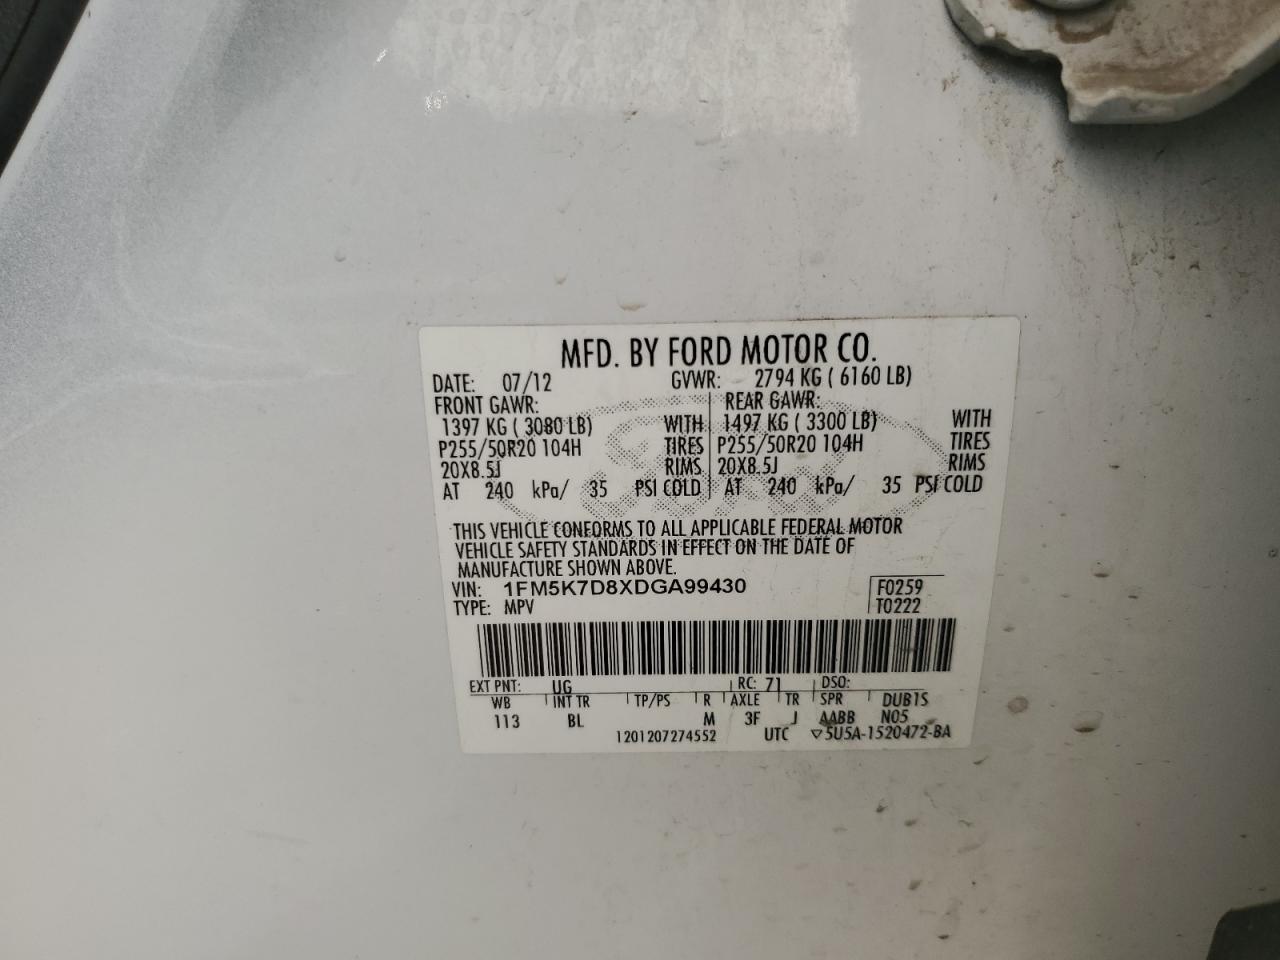 MFD. BY FORD MOTOR CO.
DATE: 07/12 GVWR: 2794 KG ( 6160 LB)
FRONT GAWR: REAR GAWR:
1397 KG ( 3080 LB) WITH 1497 KG ( 3300 LB) WITH
P255/50R20 104H TIRES P255/50R20 104H TIRES
20X8.5J RIMS 20X8.5J RIMS
AT 240 kPa/ 35 PSI COLD AT 240 kPa/ 35 PSI COLD
Ford
THIS VEHICLE CONFORMS TO ALL APPLICABLE FEDERAL MOTOR
VEHICLE SAFETY STANDARDS IN EFFECT ON THE DATE OF
MANUFACTURE SHOWN ABOVE.
VIN: 1FM5K7D8XDGA99430 F0259
TYPE: MPV T0222
EXT PNT: UG RC: 71 DSO:
WB INT TR TP/PS R AXLE TR SPR DUB1S
113 BL M 3F J AABB N05
1201207274552 UTC ▽5U5A-1520472-BA